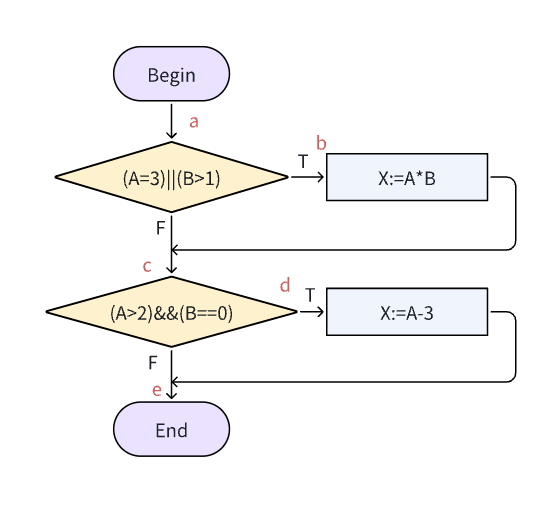 Begin
a
(A=3)||(B>1)
T
b
X:=A*B
F
c
(A>2)&&(B==0)
d
T
X:=A-3
F
e
End